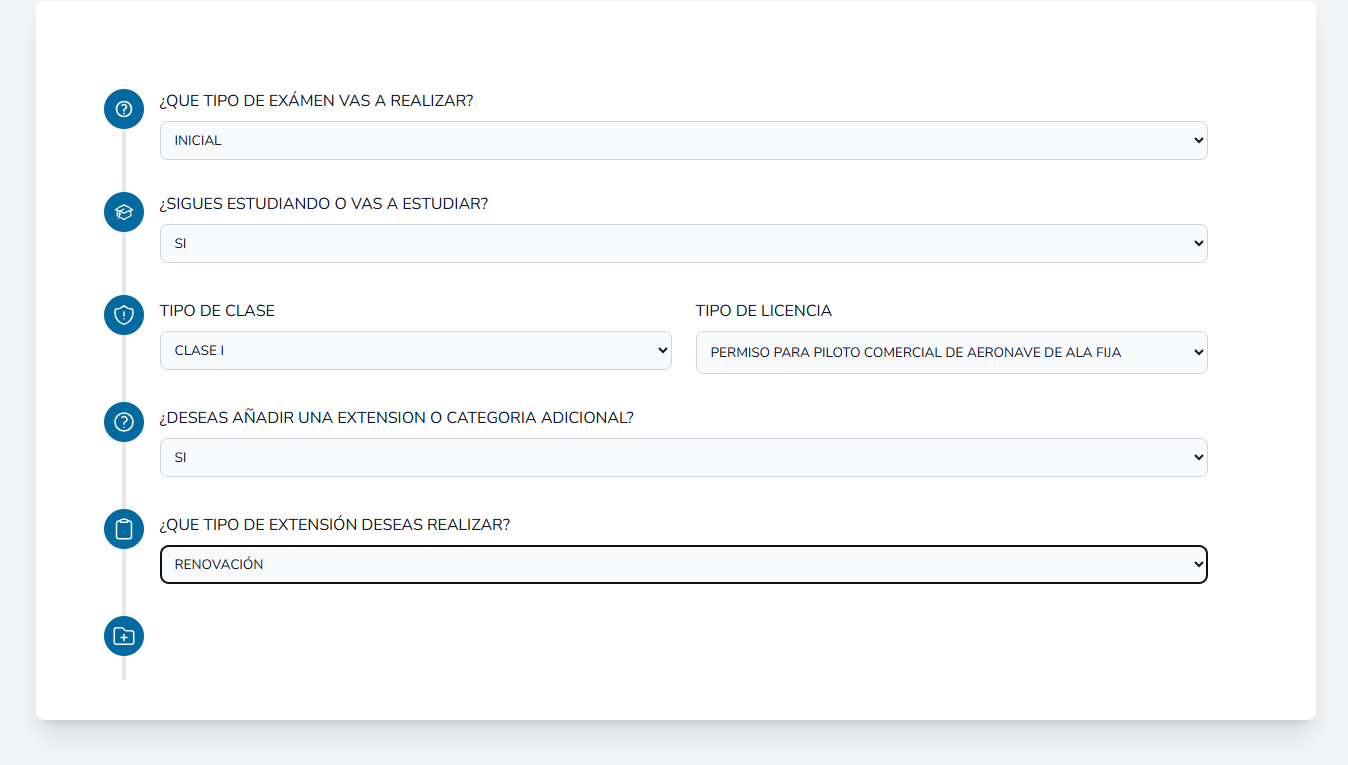 ¿QUE TIPO DE EXÁMEN VAS A REALIZAR?
INICIAL
¿SIGUES ESTUDIANDO O VAS A ESTUDIAR?
SI
TIPO DE CLASE
CLASE I
TIPO DE LICENCIA
PERMISO PARA PILOTO COMERCIAL DE AERONAVE DE ALA FIJA
¿DESEAS AÑADIR UNA EXTENSION O CATEGORIA ADICIONAL?
SI
¿QUE TIPO DE EXTENSIÓN DESEAS REALIZAR?
RENOVACIÓN